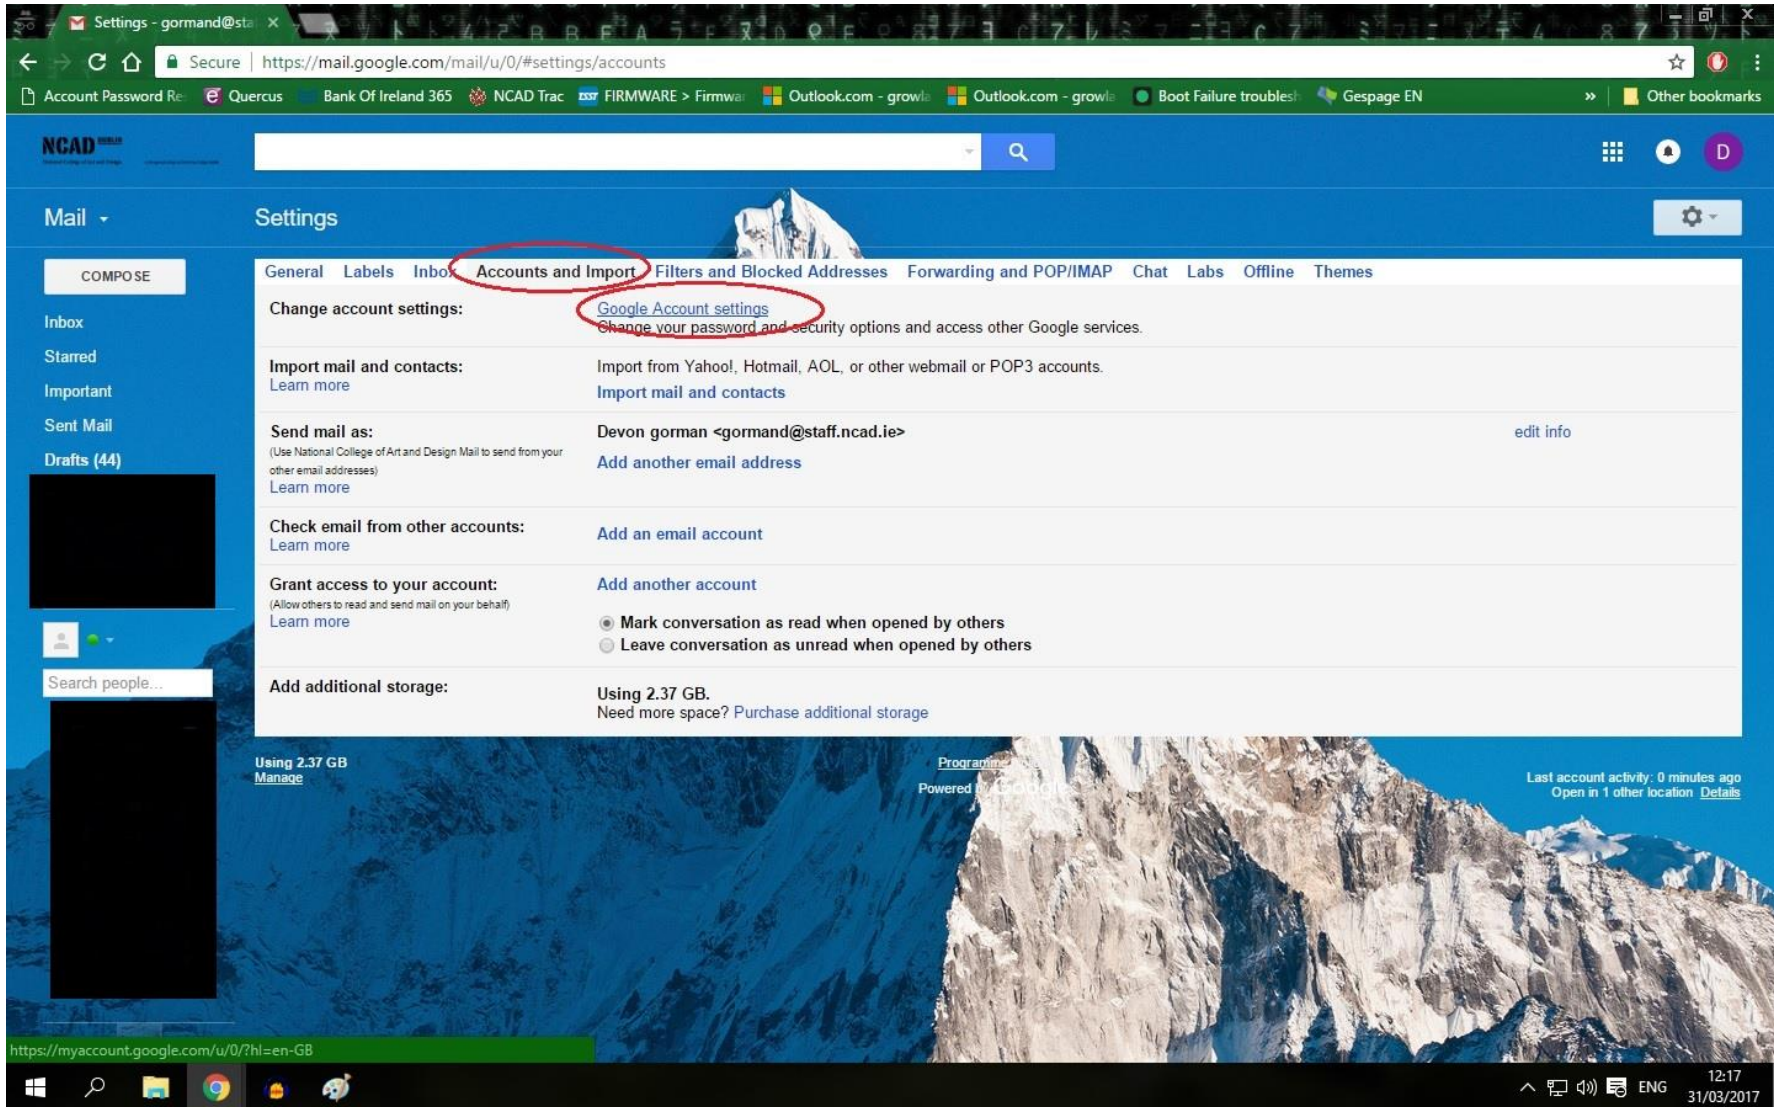 Settings - gormand@sta
Secure | https://mail.google.com/mail/u/0/#settings/accounts
Account Password Re Quercus Bank Of Ireland 365 NCAD Trac FIRMWARE > Firmwar Outlook.com - growla Outlook.com - growla Boot Failure troublesh Gespage EN » Other bookmarks
NCAD DUBLIN
D
Mail
Settings
COMPOSE
General Labels Inbox Accounts and Import Filters and Blocked Addresses Forwarding and POP/IMAP Chat Labs Offline Themes
Inbox
Starred
Important
Sent Mail
Drafts (44)
Search people...
Change account settings:
Google Account settings
Change your password and security options and access other Google services.
Import mail and contacts:
Learn more
Import from Yahoo!, Hotmail, AOL, or other webmail or POP3 accounts.
Import mail and contacts
Send mail as:
(Use National College of Art and Design Mail to send from your
other email addresses)
Learn more
Devon gorman <gormand@staff.ncad.ie>
edit info
Add another email address
Check email from other accounts:
Learn more
Add an email account
Grant access to your account:
(Allow others to read and send mail on your behalf)
Learn more
Add another account
Mark conversation as read when opened by others
Leave conversation as unread when opened by others
Add additional storage:
Using 2.37 GB.
Need more space? Purchase additional storage
Using 2.37 GB
Manage
Programme
Powered Google
Last account activity: 0 minutes ago
Open in 1 other location Details
https://myaccount.google.com/u/0/?hl=en-GB
ENG
12:17
31/03/2017